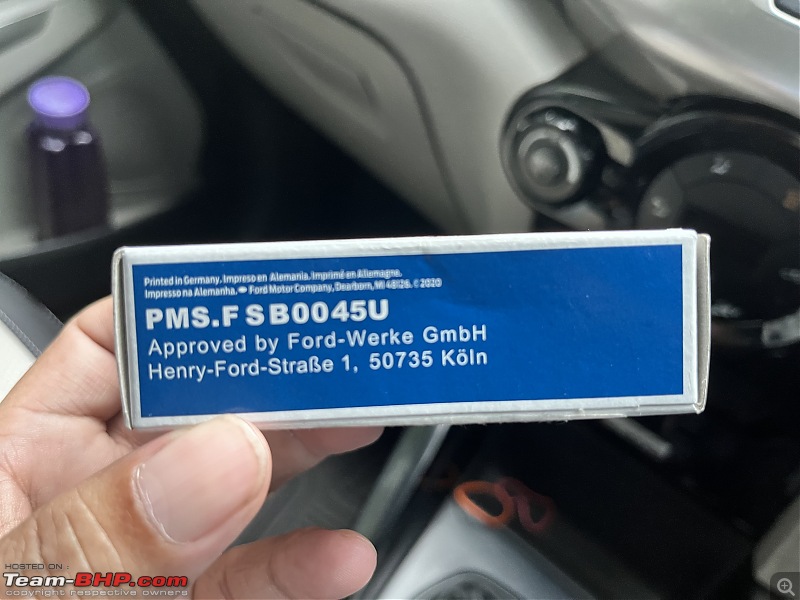 Printed in Germany. Impreso en Alemania. Imprimé en Allemagne.
Impresso na Alemanha. Ford Motor Company, Dearborn, MI 48126. © 2020
PMS.F S B0045U
Approved by Ford-Werke GmbH
Henry-Ford-Straße 1, 50735 Köln
HOSTED ON :
Team-BHP.com
copyright respective owners